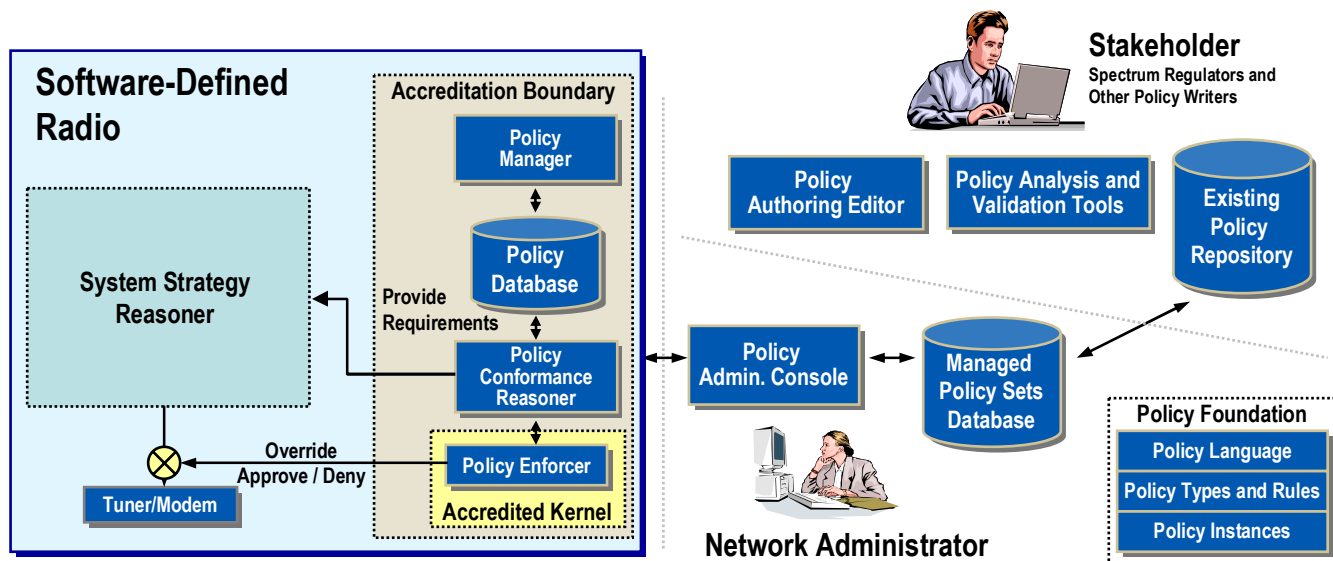 Software-Defined
Radio
Accreditation Boundary
Policy
Manager
Policy
Database
System Strategy
Reasoner
Provide
Requirements
Policy
Conformance
Reasoner
Override
Approve / Deny
Policy Enforcer
Accredited Kernel
Tuner/Modem
Stakeholder
Spectrum Regulators and
Other Policy Writers
Policy
Authoring Editor
Policy Analysis and
Validation Tools
Existing
Policy
Repository
Policy
Admin. Console
Managed
Policy Sets
Database
Network Administrator
Policy Foundation
Policy Language
Policy Types and Rules
Policy Instances